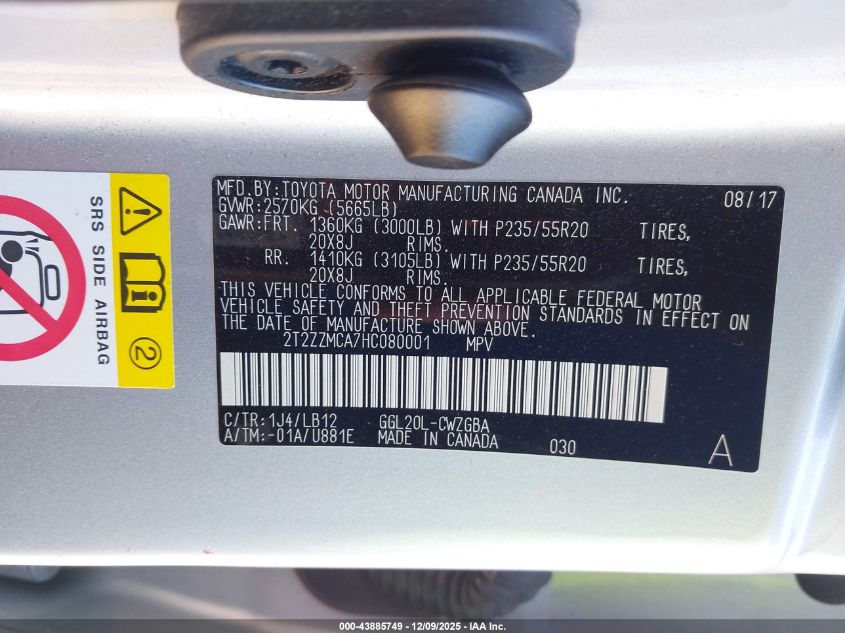 MFD.BY:TOYOTA MOTOR MANUFACTURING CANADA INC. 08/17
GVWR:2570KG (5665LB)
GAWR:FRT. 1360KG (3000LB) WITH P235/55R20 TIRES,
20X8J RIMS.
RR. 1410KG (3105LB) WITH P235/55R20 TIRES,
20X8J RIMS.
THIS VEHICLE CONFORMS TO ALL APPLICABLE FEDERAL MOTOR
VEHICLE SAFETY AND THEFT PREVENTION STANDARDS IN EFFECT ON
THE DATE OF MANUFACTURE SHOWN ABOVE.
2T2ZZMCA7HC080001 MPV
C/TR:1J4/LB12 GGL20L-CWZGBA
A/TM:-01A/U881E MADE IN CANADA 030 A
SRS SIDE AIRBAG
2
000-43885749 | 12/09/2025 | IAA Inc.